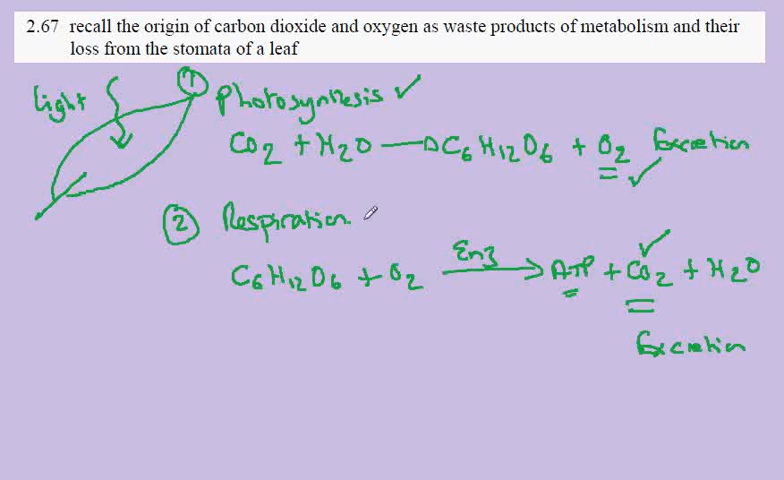 2.67 recall the origin of carbon dioxide and oxygen as waste products of metabolism and their
loss from the stomata of a leaf
light
① Photosynthesis ✓
CO2 + H2O → C6H12O6 + O2 Excretion
✓
② Respiration
C6H12O6 + O2 Enz → ATP + CO2 + H2O
✓
Excretion